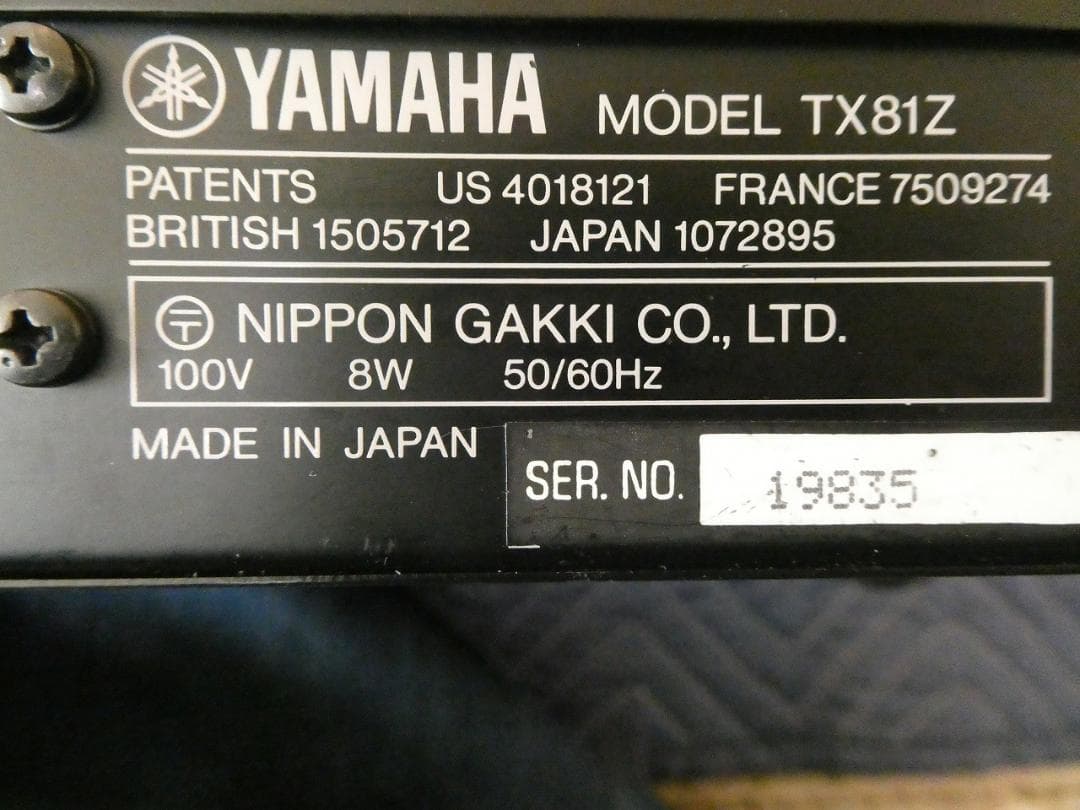 YAMAHA MODEL TX81Z
PATENTS US 4018121 FRANCE 7509274
BRITISH 1505712 JAPAN 1072895
〒 NIPPON GAKKI CO., LTD.
100V 8W 50/60Hz
MADE IN JAPAN
SER. NO. 19835